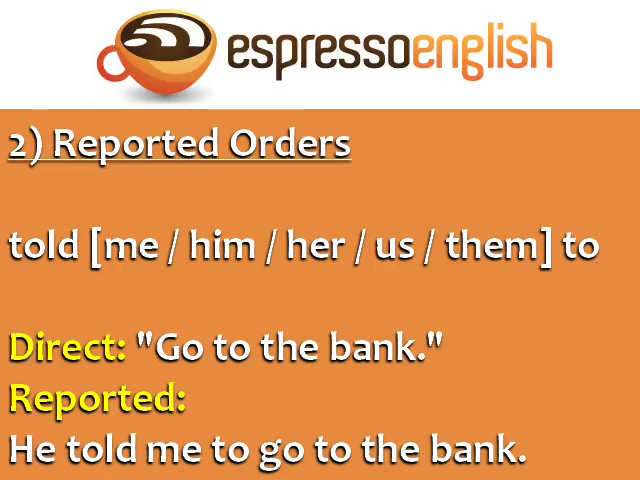 espressoenglish
2) Reported Orders
told [me / him / her / us / them] to
Direct: "Go to the bank."
Reported:
He told me to go to the bank.